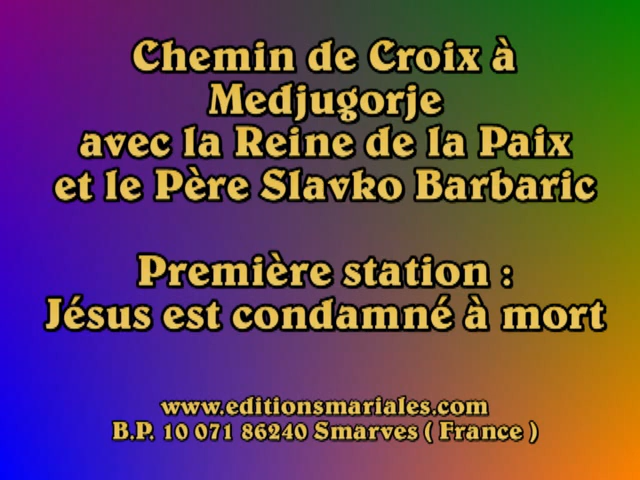 Chemin de Croix à
Medjugorje
avec la Reine de la Paix
et le Père Slavko Barbaric
Première station :
Jésus est condamné à mort
www.editionsmariales.com
B.P. 10 071 86240 Smarves ( France )